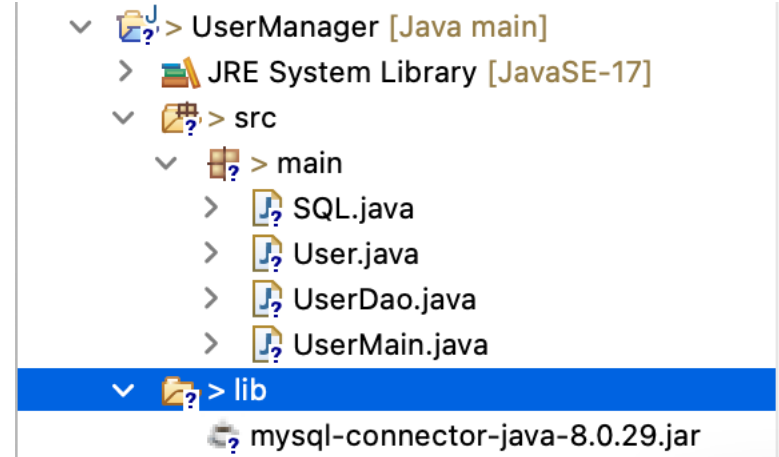 > UserManager [Java main]
JRE System Library [JavaSE-17]
> src
> main
SQL.java
User.java
UserDao.java
UserMain.java
> lib
mysql-connector-java-8.0.29.jar